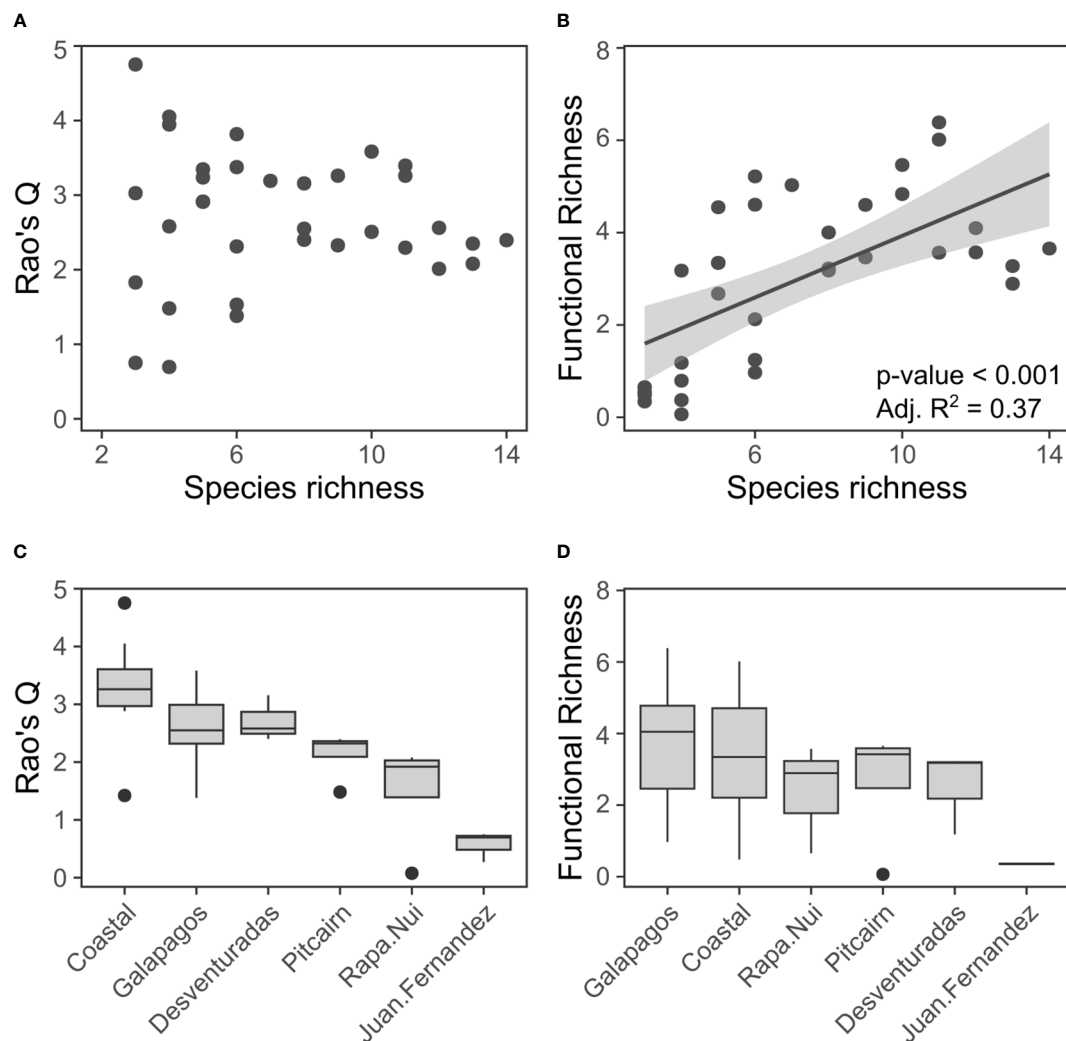 A
5
4
3
2
1
0
Rao's Q
2
6
10
14
Species richness
B
8
6
4
2
0
Functional Richness
p-value < 0.001
Adj. R² = 0.37
6
10
14
Species richness
C
5
4
3
2
1
0
Rao's Q
Coastal
Galapagos
Desventuradas
Pitcairn
Rapa.Nui
Juan.Fernandez
D
8
6
4
2
0
Functional Richness
Galapagos
Coastal
Rapa.Nui
Pitcairn
Desventuradas
Juan.Fernandez